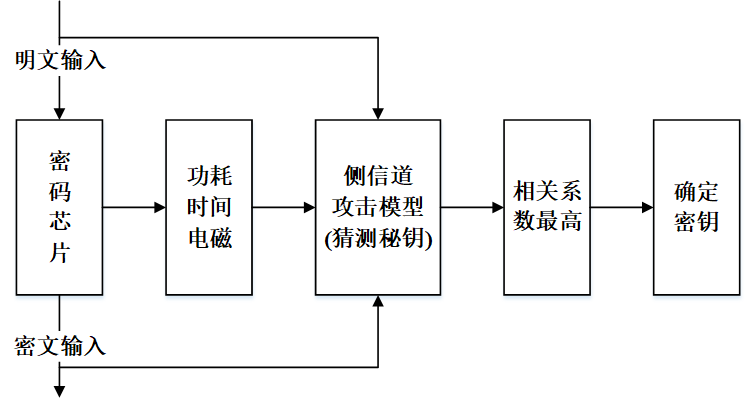 明文输入
密
码
芯
片
功耗
时间
电磁
侧信道
攻击模型
(猜测秘钥)
相关系
数最高
确定
密钥
密文输入